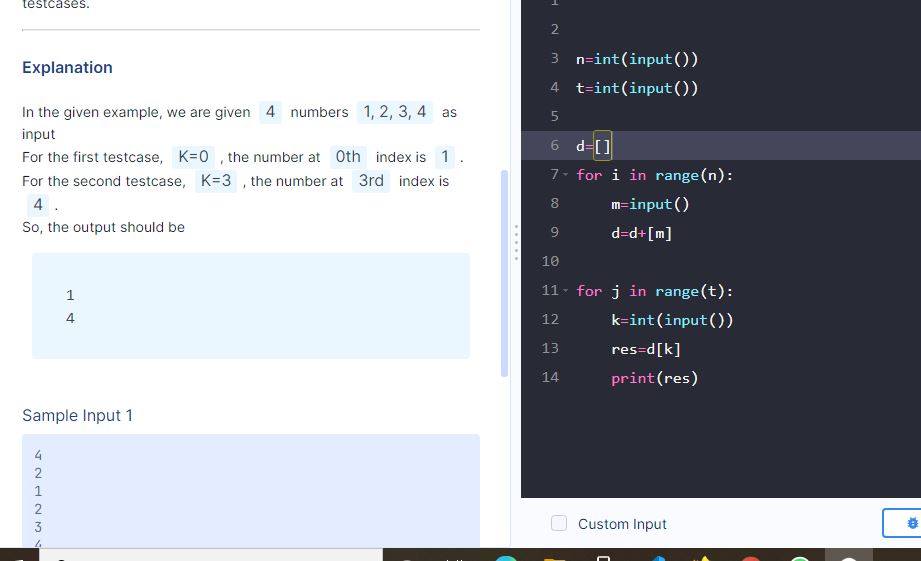 testcases.
Explanation
In the given example, we are given 4 numbers 1, 2, 3, 4 as
input
For the first testcase, K=0 , the number at 0th index is 1 .
For the second testcase, K=3 , the number at 3rd index is
4 .
So, the output should be
1
4
Sample Input 1
4
2
1
2
3
4
1
2
3 n=int(input())
4 t=int(input())
5
6 d=[]
7 for i in range(n):
8 m=input()
9 d=d+[m]
10
11 for j in range(t):
12 k=int(input())
13 res=d[k]
14 print(res)
Custom Input